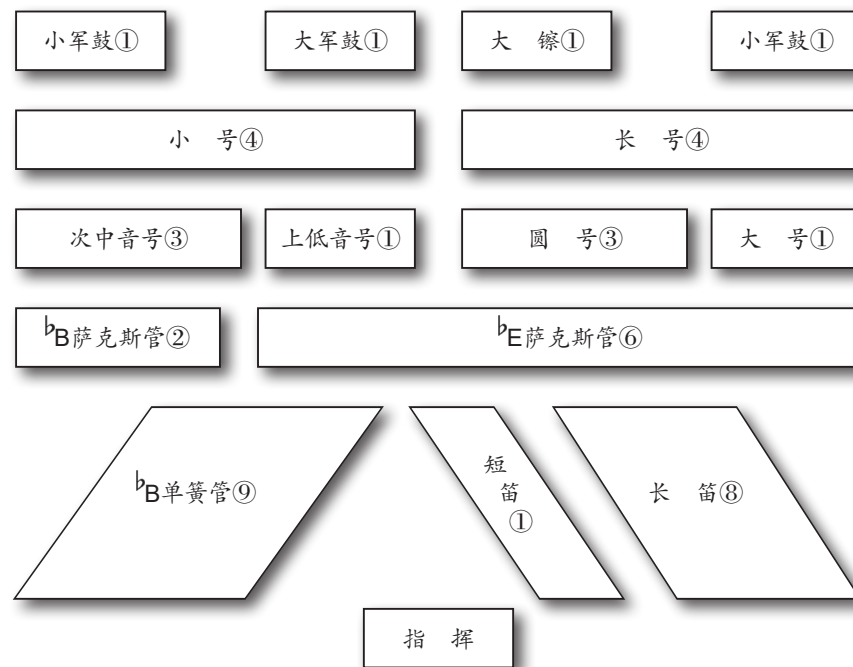 小军鼓① 大军鼓① 大 镲① 小军鼓①
小 号④ 长 号④
次中音号③ 上低音号① 圆 号③ 大 号①
♭B萨克斯管② ♭E萨克斯管⑥
♭B单簧管⑨ 短笛① 长 笛⑧
指 挥